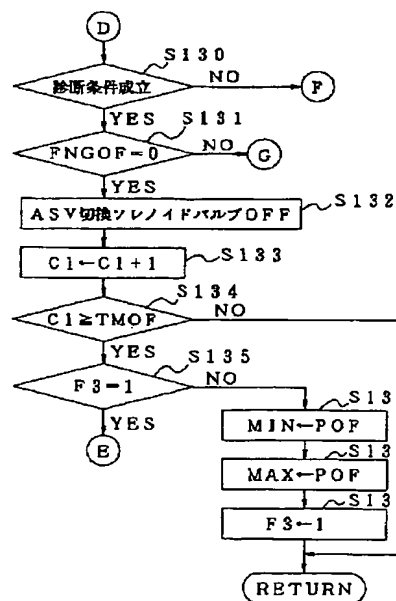 D
S130
診断条件成立
NO
F
YES
S131
FNGOF=0
NO
G
YES
S132
ASV切換ソレノイドバルブOFF
S133
C1←C1+1
S134
C1≧TMOF
NO
YES
S135
F3=1
NO
YES
E
S13
MIN←POF
S13
MAX←POF
S13
F3←1
RETURN